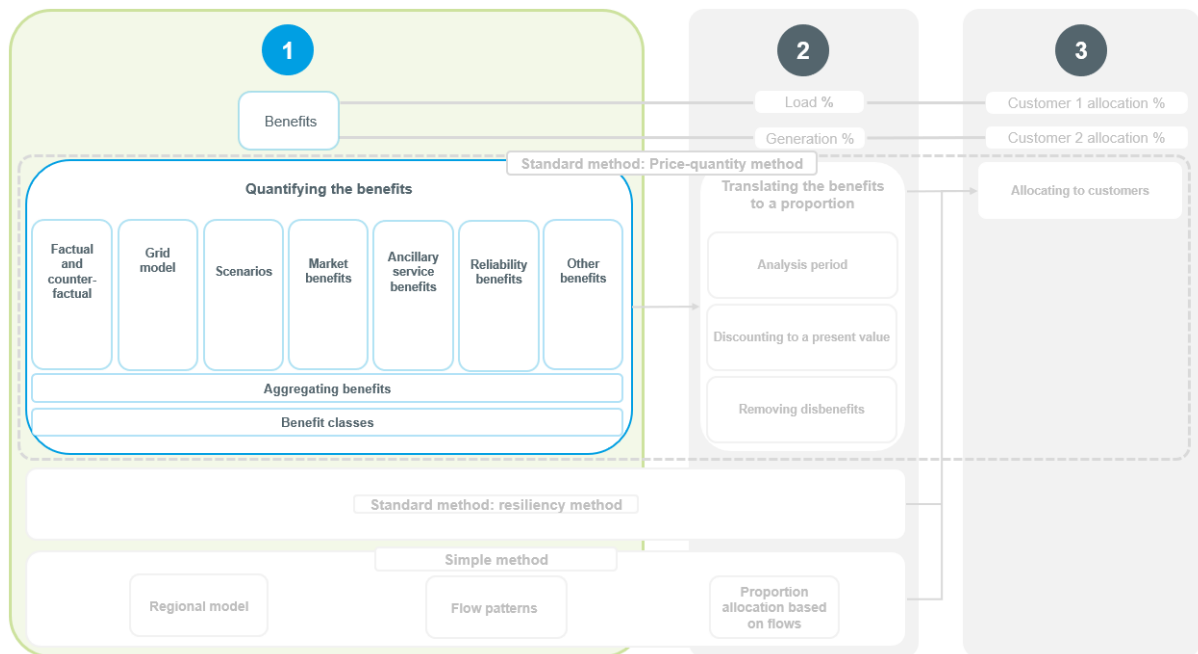 1
2
3
Benefits
Load %
Customer 1 allocation %
Generation %
Customer 2 allocation %
Standard method: Price-quantity method
Quantifying the benefits
Factual
and
counter-
factual
Grid
model
Scenarios
Market
benefits
Ancillary
service
benefits
Reliability
benefits
Other
benefits
Aggregating benefits
Benefit classes
Translating the benefits
to a proportion
Analysis period
Discounting to a present value
Removing disbenefits
Allocating to customers
Standard method: resiliency method
Simple method
Regional model
Flow patterns
Proportion
allocation based
on flows